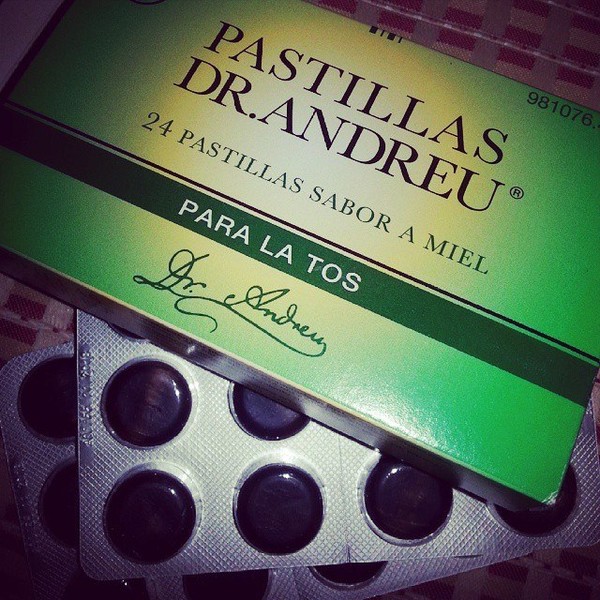 PASTILLAS
DR.ANDREU®
981076.
24 PASTILLAS SABOR A MIEL
PARA LA TOS
Dr. Andreu